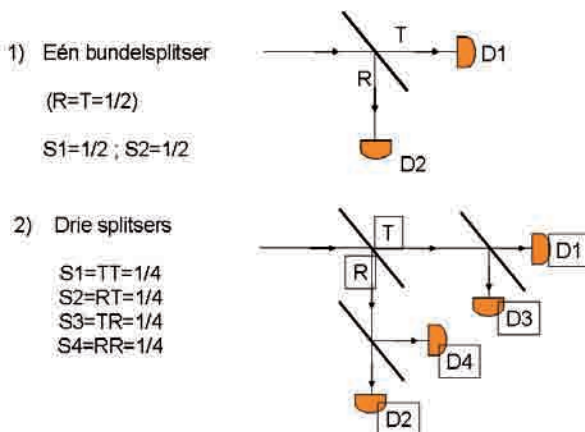 1) Eén bundelsplitser
(R=T=1/2)
S1=1/2 ; S2=1/2
T
D1
R
D2
2) Drie splitsers
S1=TT=1/4
S2=RT=1/4
S3=TR=1/4
S4=RR=1/4
T
D1
R
D3
D4
D2